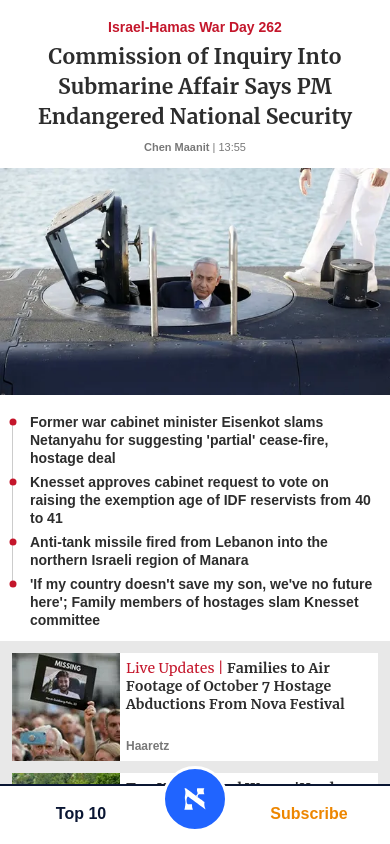 Israel-Hamas War Day 262
Commission of Inquiry Into
Submarine Affair Says PM
Endangered National Security
Chen Maanit | 13:55
Former war cabinet minister Eisenkot slams
Netanyahu for suggesting 'partial' cease-fire,
hostage deal
Knesset approves cabinet request to vote on
raising the exemption age of IDF reservists from 40
to 41
Anti-tank missile fired from Lebanon into the
northern Israeli region of Manara
'If my country doesn't save my son, we've no future
here'; Family members of hostages slam Knesset
committee
MISSING
Live Updates | Families to Air
Footage of October 7 Hostage
Abductions From Nova Festival
Haaretz
Top 10
Subscribe